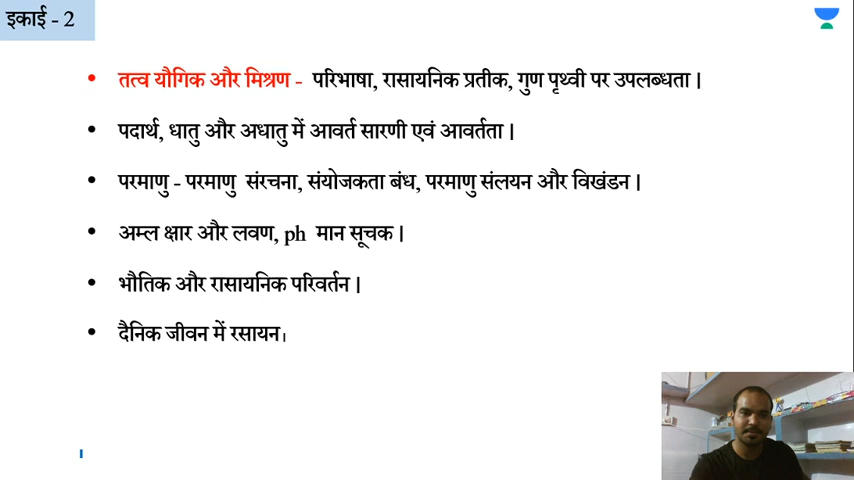 इकाई - 2
• तत्व यौगिक और मिश्रण - परिभाषा, रासायनिक प्रतीक, गुण पृथ्वी पर उपलब्धता |
• पदार्थ, धातु और अधातु में आवर्त सारणी एवं आवर्तता |
• परमाणु - परमाणु संरचना, संयोजकता बंध, परमाणु संलयन और विखंडन |
• अम्ल क्षार और लवण, ph मान सूचक |
• भौतिक और रासायनिक परिवर्तन |
• दैनिक जीवन में रसायन।